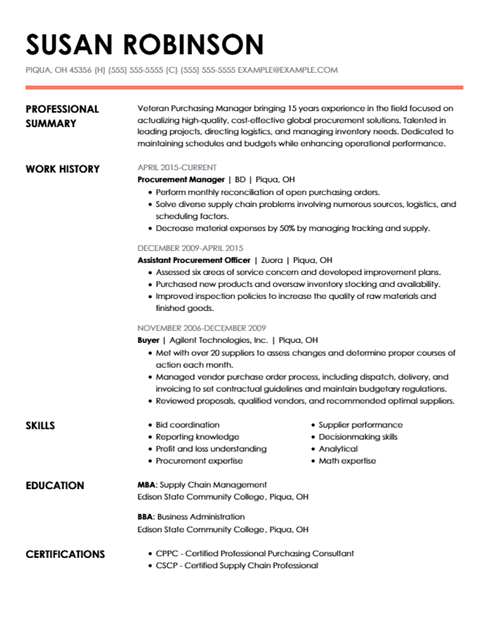 SUSAN ROBINSON
PIQUA, OH 45356 (H) (555) 555-5555 (C) (555) 555-5555 EXAMPLE@EXAMPLE.COM
PROFESSIONAL
SUMMARY
Veteran Purchasing Manager bringing 15 years experience in the field focused on
actualizing high-quality, cost-effective global procurement solutions. Talented in
leading projects, directing logistics, and managing inventory needs. Dedicated to
maintaining schedules and budgets while enhancing operational performance.
WORK HISTORY
APRIL 2015-CURRENT
Procurement Manager | BD | Piqua, OH
• Perform monthly reconciliation of open purchasing orders.
• Solve diverse supply chain problems involving numerous sources, logistics, and
scheduling factors.
• Decrease material expenses by 50% by managing tracking and supply.
DECEMBER 2009-APRIL 2015
Assistant Procurement Officer | Zuora | Piqua, OH
• Assessed six areas of service concern and developed improvement plans.
• Purchased new products and oversaw inventory stocking and availability.
• Improved inspection policies to increase the quality of raw materials and
finished goods.
NOVEMBER 2006-DECEMBER 2009
Buyer | Agilent Technologies, Inc. | Piqua, OH
• Met with over 20 suppliers to assess changes and determine proper courses of
action each month.
• Managed vendor purchase order process, including dispatch, delivery, and
invoicing to set contractual guidelines and maintain budgetary regulations.
• Reviewed proposals, qualified vendors, and recommended optimal suppliers.
SKILLS
• Bid coordination
• Reporting knowledge
• Profit and loss understanding
• Procurement expertise
• Supplier performance
• Decisionmaking skills
• Analytical
• Math expertise
EDUCATION
MBA: Supply Chain Management
Edison State Community College, Piqua, OH
BBA: Business Administration
Edison State Community College, Piqua, OH
CERTIFICATIONS
• CPPC - Certified Professional Purchasing Consultant
• CSCP - Certified Supply Chain Professional